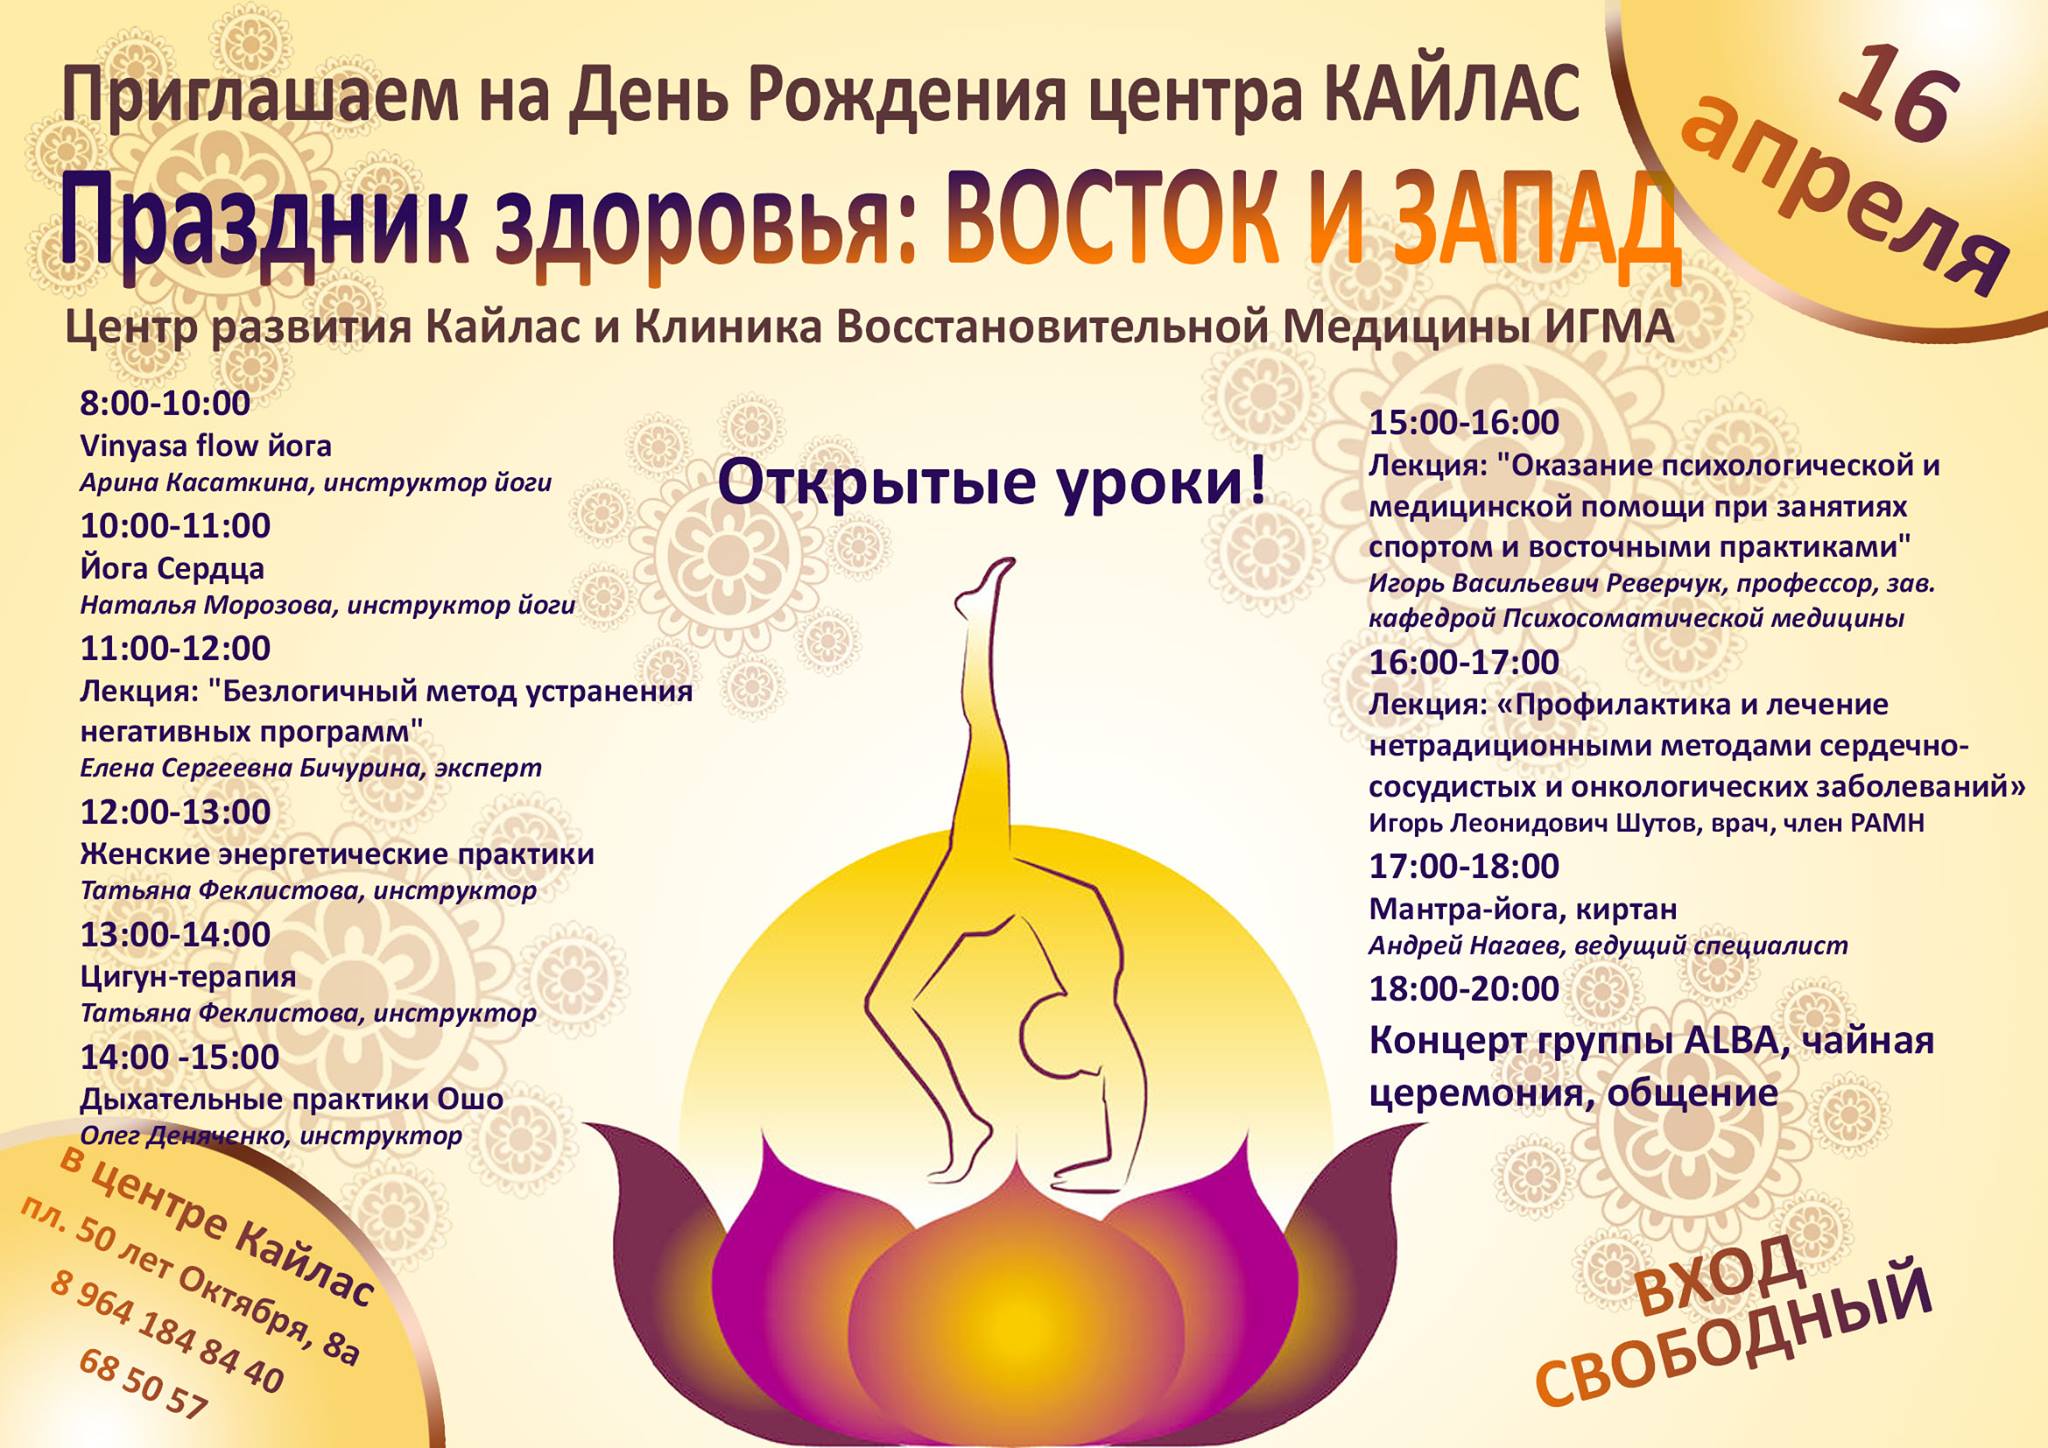 Приглашаем на День Рождения центра КАЙЛАС
16
апреля
Праздник здоровья: ВОСТОК И ЗАПАД
Центр развития Кайлас и Клиника Восстановительной Медицины ИГМА
8:00-10:00
Vinyasa flow йога
Арина Касаткина, инструктор йоги
10:00-11:00
Йога Сердца
Наталья Морозова, инструктор йоги
11:00-12:00
Лекция: "Безлогичный метод устранения
негативных программ"
Елена Сергеевна Бичурина, эксперт
12:00-13:00
Женские энергетические практики
Татьяна Феклистова, инструктор
13:00-14:00
Цигун-терапия
Татьяна Феклистова, инструктор
14:00 -15:00
Дыхательные практики Ошо
Олег Деняченко, инструктор
Открытые уроки!
15:00-16:00
Лекция: "Оказание психологической и
медицинской помощи при занятиях
спортом и восточными практиками"
Игорь Васильевич Реверчук, профессор, зав.
кафедрой Психосоматической медицины
16:00-17:00
Лекция: «Профилактика и лечение
нетрадиционными методами сердечно-
сосудистых и онкологических заболеваний»
Игорь Леонидович Шутов, врач, член РАМН
17:00-18:00
Мантра-йога, киртан
Андрей Нагаев, ведущий специалист
18:00-20:00
Концерт группы ALBA, чайная
церемония, общение
в центре Кайлас
пл. 50 лет Октября, 8а
8 964 184 84 40
68 50 57
ВХОД
СВОБОДНЫЙ